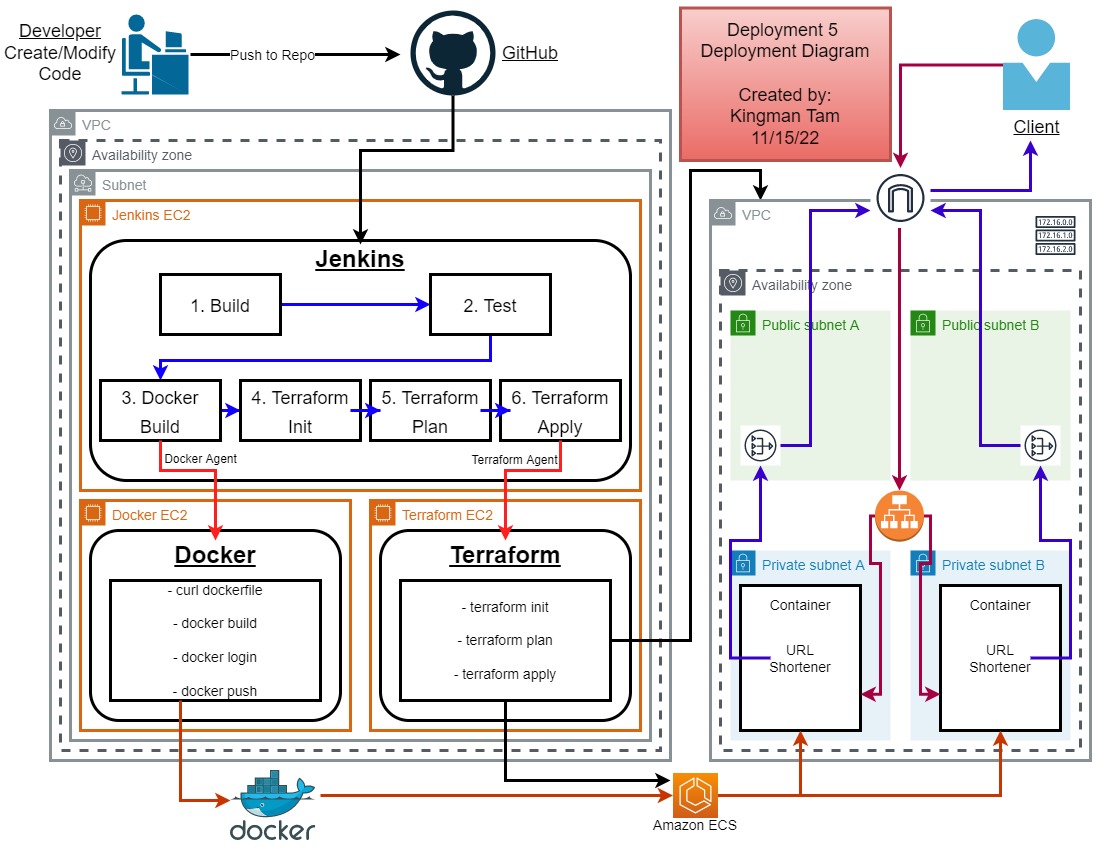 Developer
Create/Modify
Code
Push to Repo
GitHub
Deployment 5
Deployment Diagram
Created by:
Kingman Tam
11/15/22
Client
VPC
Availability zone
Subnet
Jenkins EC2
Jenkins
1. Build
2. Test
3. Docker
Build
4. Terraform
Init
5. Terraform
Plan
6. Terraform
Apply
Docker Agent
Terraform Agent
Docker EC2
Docker
- curl dockerfile
- docker build
- docker login
- docker push
Terraform EC2
Terraform
- terraform init
- terraform plan
- terraform apply
VPC
172.16.0.0
172.16.1.0
172.16.2.0
Availability zone
Public subnet A
Public subnet B
Private subnet A
Container
URL
Shortener
Private subnet B
Container
URL
Shortener
docker
Amazon ECS